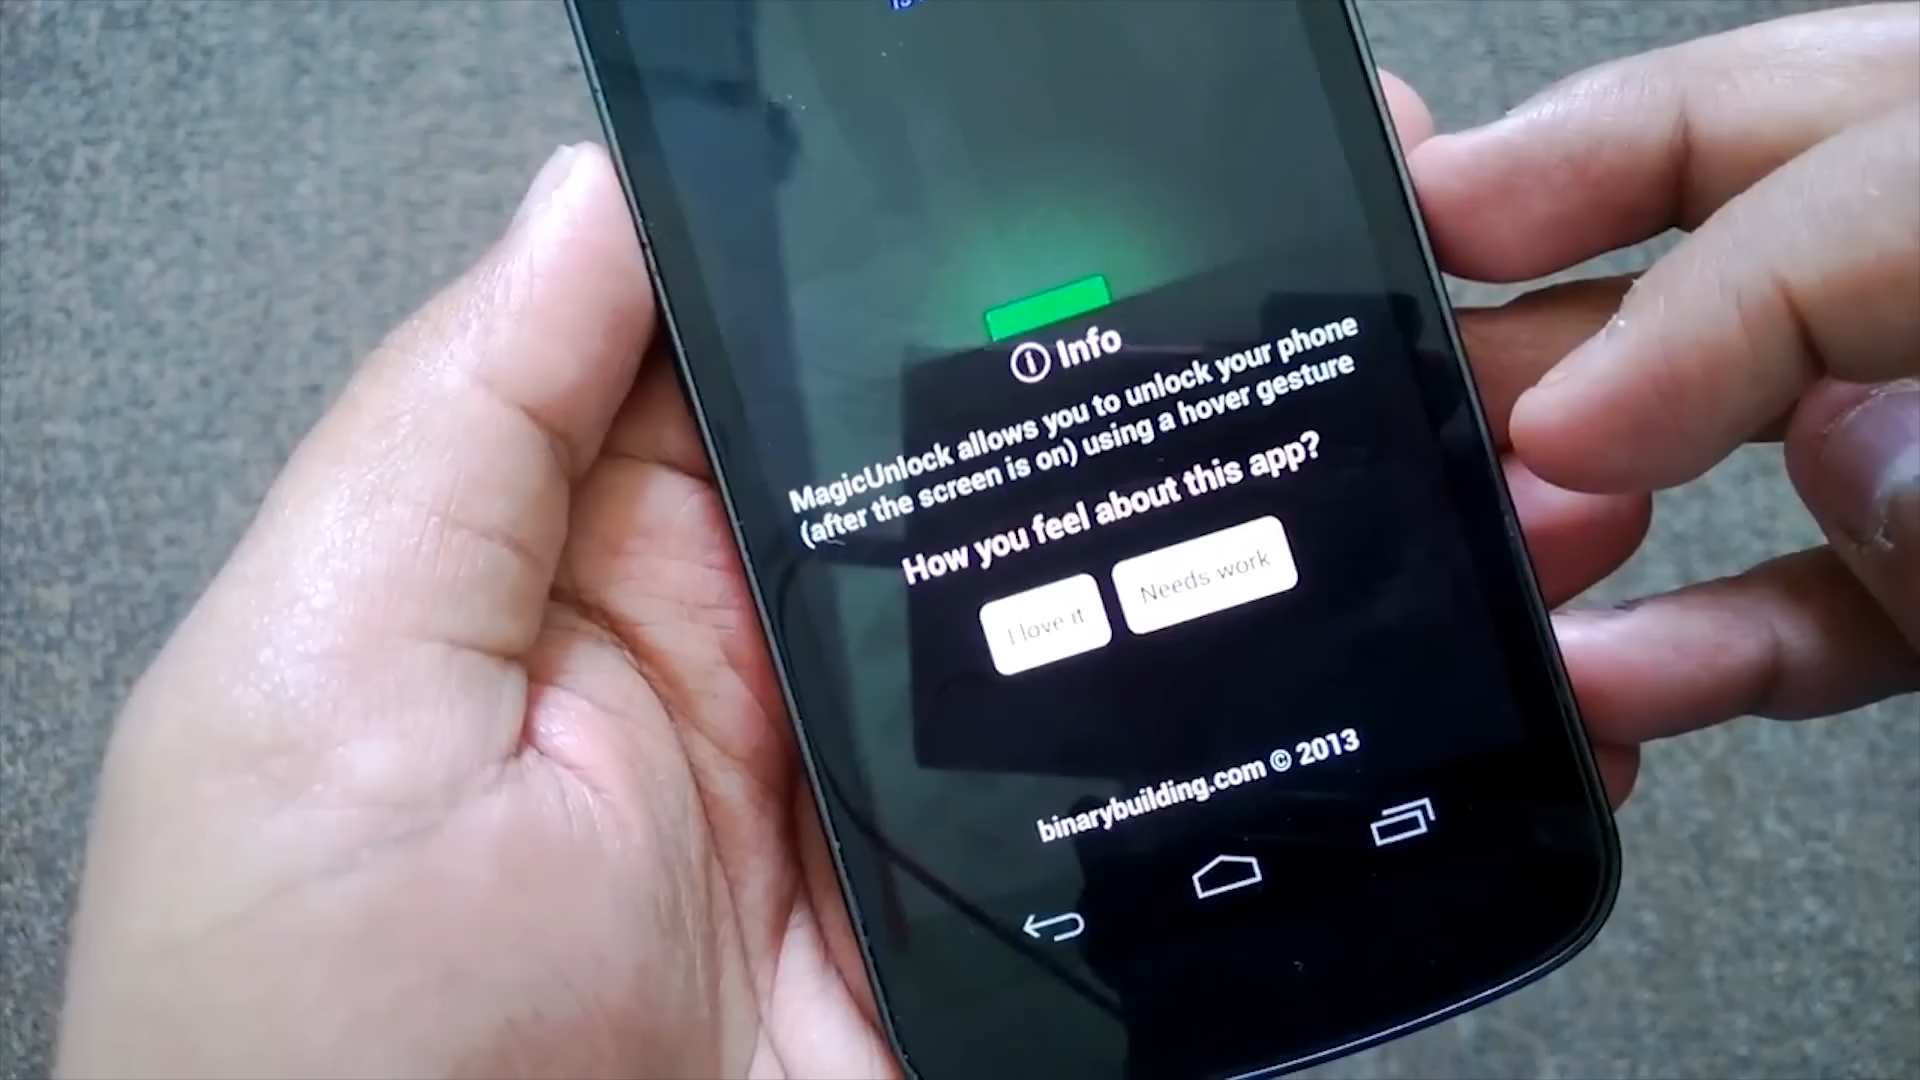 Info
MagicUnlock allows you to unlock your phone
(after the screen is on) using a hover gesture
How you feel about this app?
I love it
Needs work
binarybuilding.com © 2013